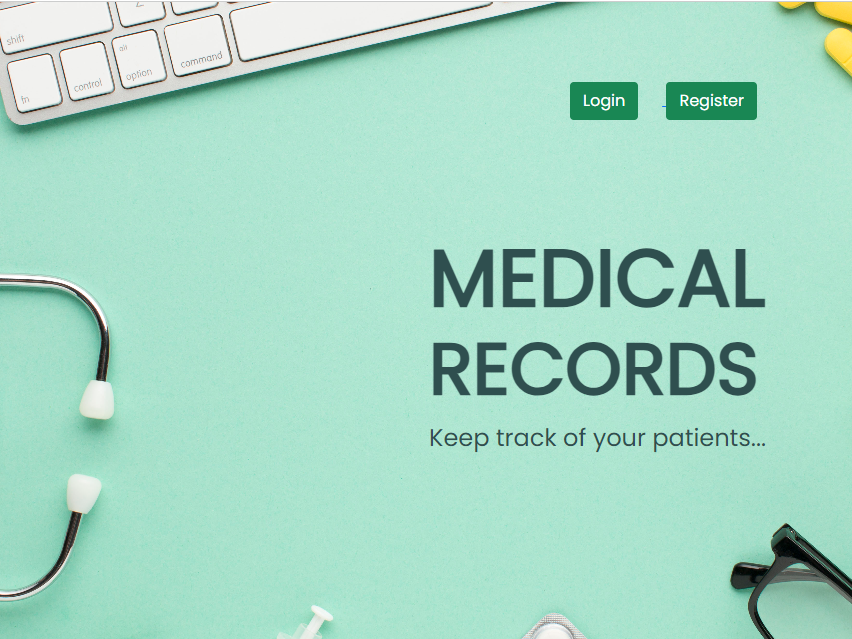 shift
fn
control
alt
option
command
Login
Register
MEDICAL
RECORDS
Keep track of your patients...